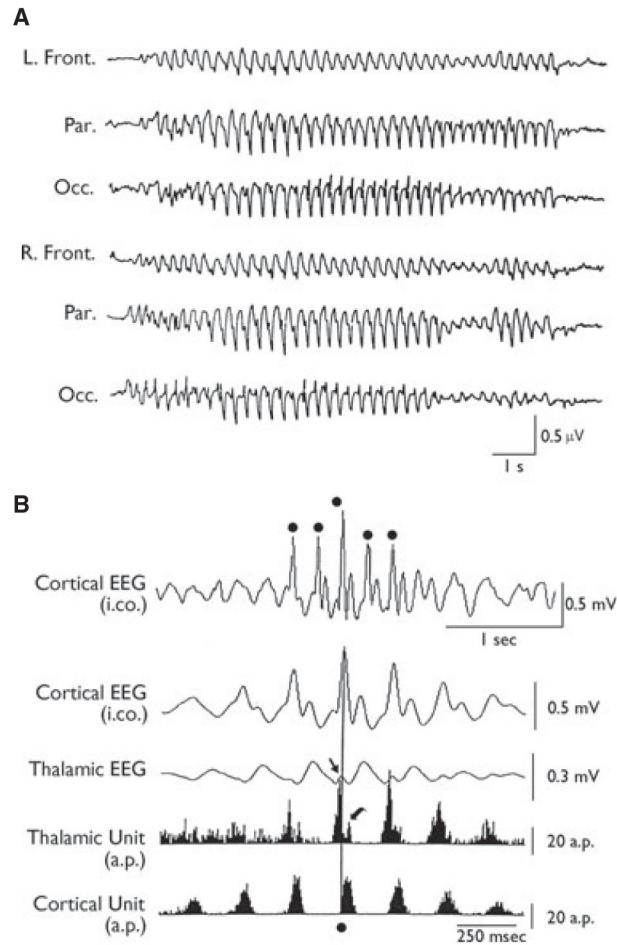 A
L. Front.
Par.
Occ.
R. Front.
Par.
Occ.
0.5 µV
1 s
B
Cortical EEG
(i.co.)
0.5 mV
1 sec
Cortical EEG
(i.co.)
0.5 mV
Thalamic EEG
0.3 mV
Thalamic Unit
(a.p.)
20 a.p.
Cortical Unit
(a.p.)
20 a.p.
250 msec